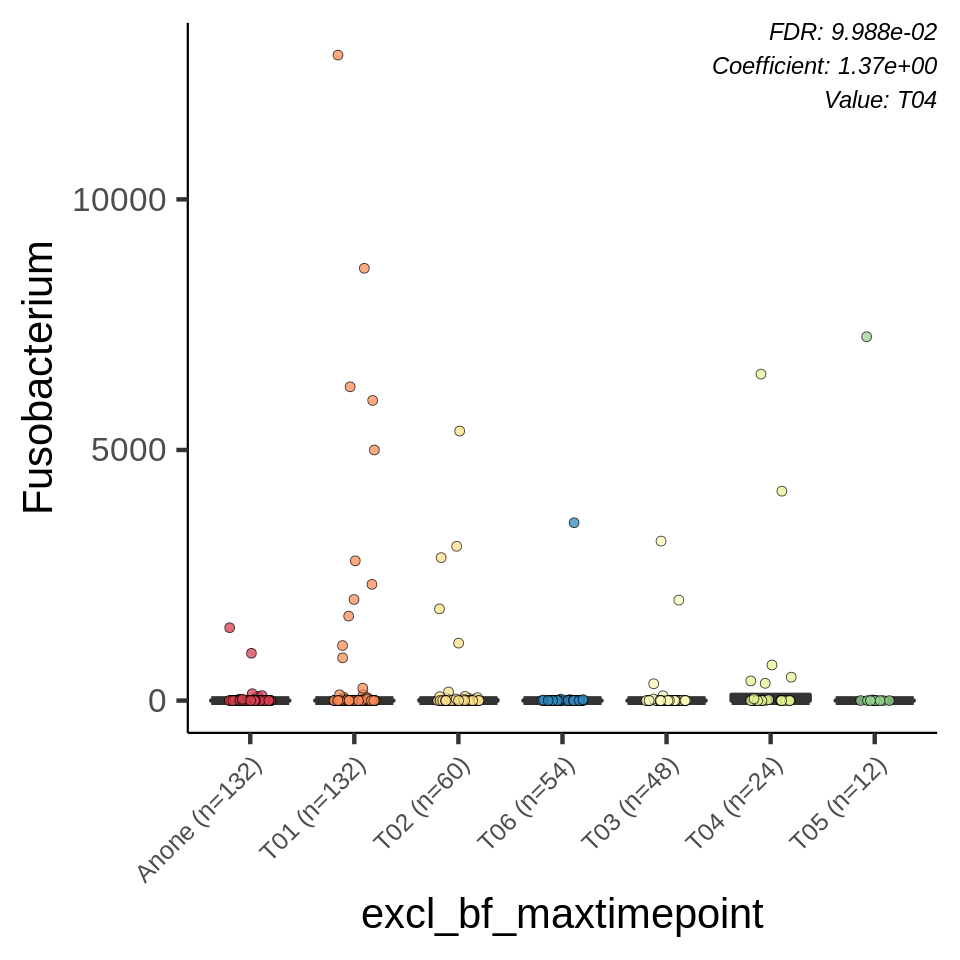 FDR: 9.988e-02
Coefficient: 1.37e+00
Value: T04
Fusobacterium
10000
5000
0
Anone (n=132)
T01 (n=132)
T02 (n=60)
T06 (n=54)
T03 (n=48)
T04 (n=24)
T05 (n=12)
excl_bf_maxtimepoint